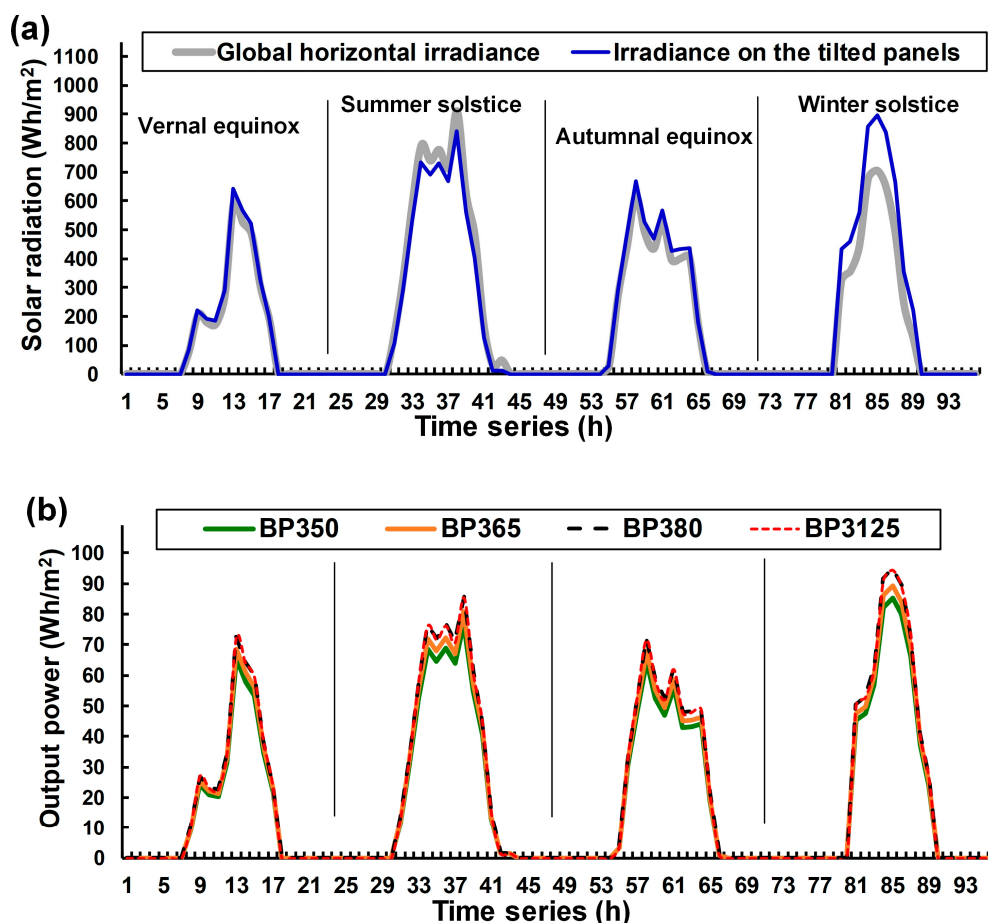 (a)
Global horizontal irradiance
Irradiance on the tilted panels
Solar radiation (Wh/m²)
1100
1000
900
800
700
600
500
400
300
200
100
0
Vernal equinox
Summer solstice
Autumnal equinox
Winter solstice
1 5 9 13 17 21 25 29 33 37 41 45 49 53 57 61 65 69 73 77 81 85 89 93
Time series (h)
(b)
BP350 BP365 BP380 BP3125
Output power (Wh/m²)
100
90
80
70
60
50
40
30
20
10
0
1 5 9 13 17 21 25 29 33 37 41 45 49 53 57 61 65 69 73 77 81 85 89 93
Time series (h)